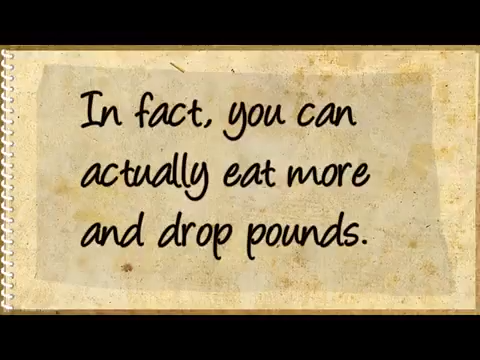 In fact, you can
actually eat more
and drop pounds.